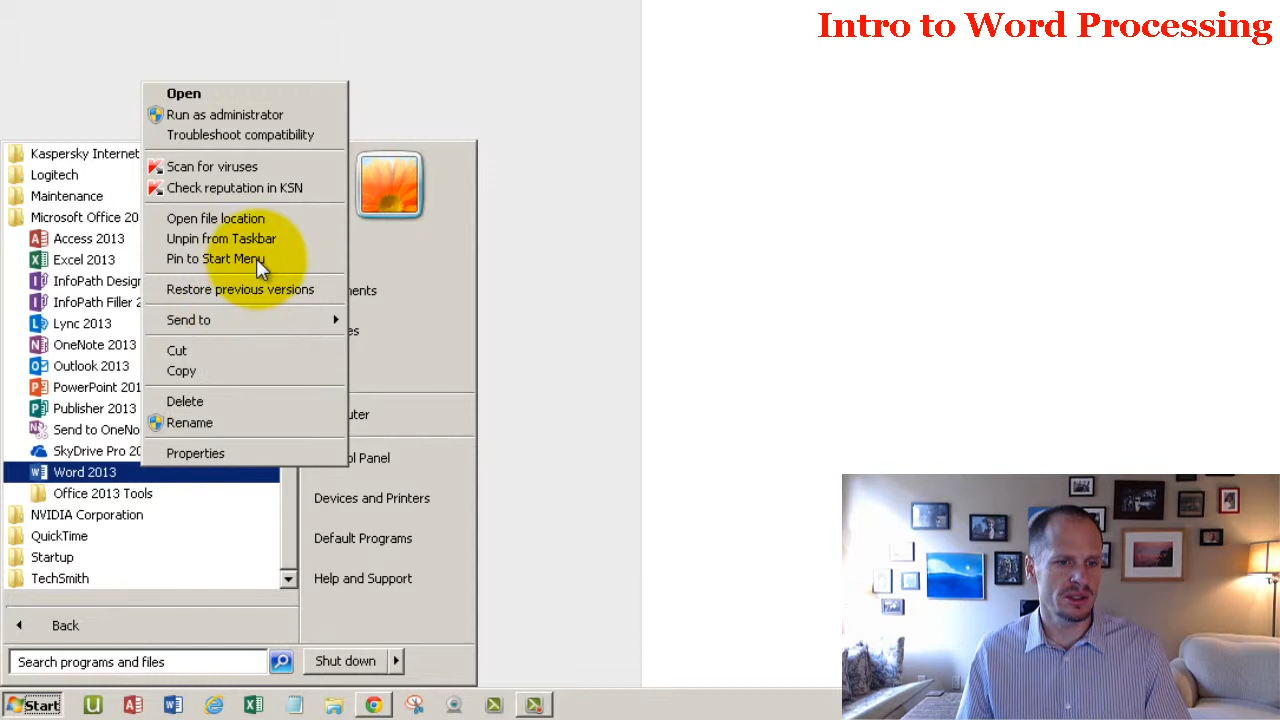 Intro to Word Processing
Open
Run as administrator
Troubleshoot compatibility
Scan for viruses
Check reputation in KSN
Open file location
Unpin from Taskbar
Pin to Start Menu
Restore previous versions
Send to
Cut
Copy
Delete
Rename
Properties
Kaspersky Internet
Logitech
Maintenance
Microsoft Office 20
Access 2013
Excel 2013
InfoPath Design
InfoPath Filler 2
Lync 2013
OneNote 2013
Outlook 2013
PowerPoint 201
Publisher 2013
Send to OneNo
SkyDrive Pro 20
Word 2013
Office 2013 Tools
NVIDIA Corporation
QuickTime
Startup
TechSmith
Back
Search programs and files
ments
es
uter
ol Panel
Devices and Printers
Default Programs
Help and Support
Shut down
Start